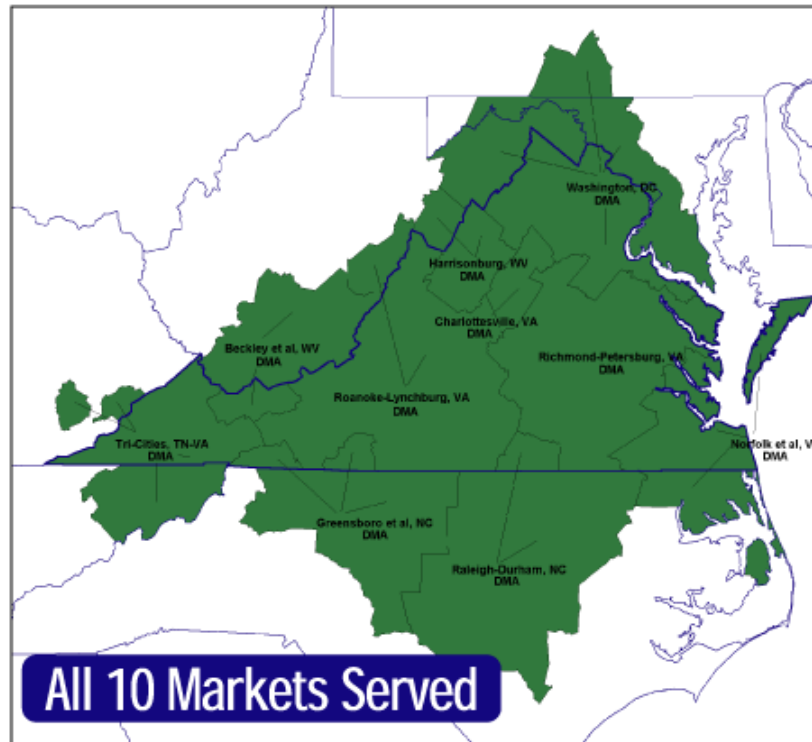 Washington, DC
DMA
Harrisonburg, WV
DMA
Charlottesville, VA
DMA
Beckley et al, WV
DMA
Richmond-Petersburg, VA
DMA
Roanoke-Lynchburg, VA
DMA
Tri-Cities, TN-VA
DMA
Norfolk et al, V
DMA
Greensboro et al, NC
DMA
Raleigh-Durham, NC
DMA
All 10 Markets Served